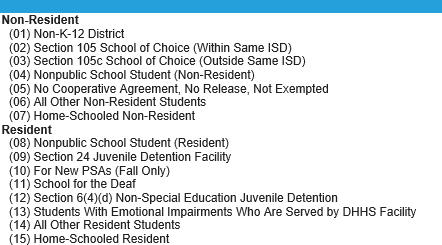 Non-Resident
(01) Non-K-12 District
(02) Section 105 School of Choice (Within Same ISD)
(03) Section 105c School of Choice (Outside Same ISD)
(04) Nonpublic School Student (Non-Resident)
(05) No Cooperative Agreement, No Release, Not Exempted
(06) All Other Non-Resident Students
(07) Home-Schooled Non-Resident
Resident
(08) Nonpublic School Student (Resident)
(09) Section 24 Juvenile Detention Facility
(10) For New PSAs (Fall Only)
(11) School for the Deaf
(12) Section 6(4)(d) Non-Special Education Juvenile Detention
(13) Students With Emotional Impairments Who Are Served by DHHS Facility
(14) All Other Resident Students
(15) Home-Schooled Resident